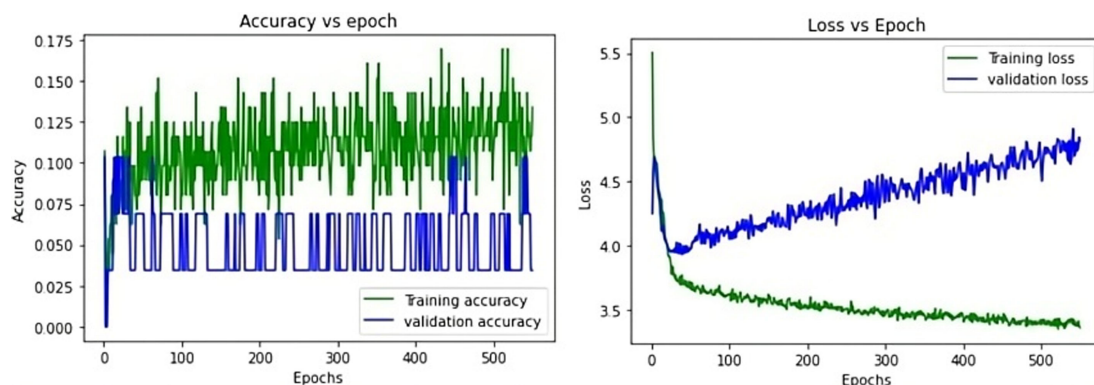 Accuracy vs epoch
0.175
0.150
0.125
0.100
0.075
0.050
0.025
0.000
Accuracy
Training accuracy
validation accuracy
0
100
200
300
400
500
Epochs
Loss vs Epoch
5.5
5.0
4.5
4.0
3.5
Loss
Training loss
validation loss
0
100
200
300
400
500
Epochs